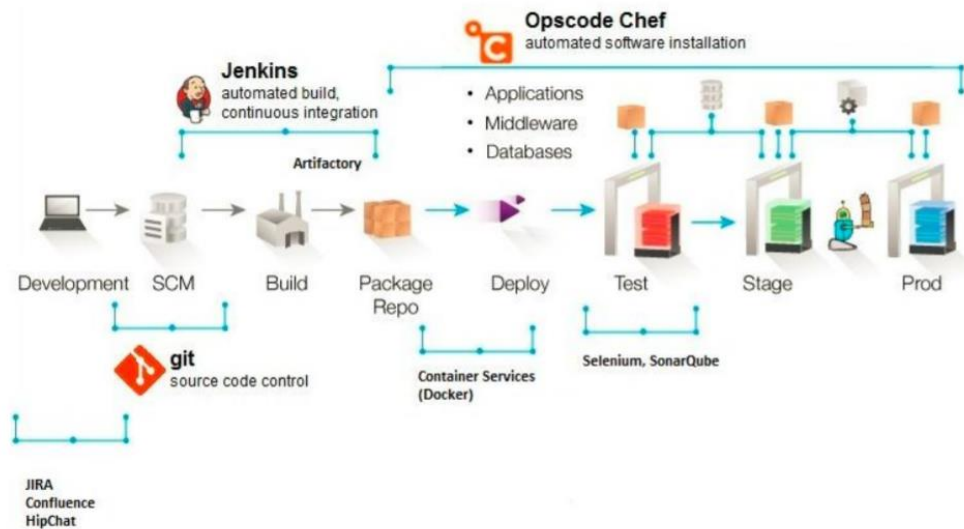 Opscode Chef
automated software installation
Jenkins
automated build,
continuous integration
• Applications
• Middleware
• Databases
Artifactory
Development
SCM
Build
Package
Repo
Deploy
Test
Stage
Prod
git
source code control
Container Services
(Docker)
Selenium, SonarQube
JIRA
Confluence
HipChat